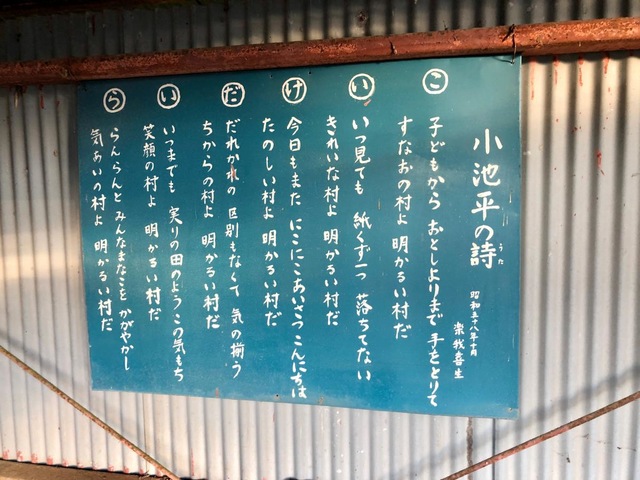 小池平の詩
うた
昭和五十八年十月
楽我喜生
こ
子どもから おとしよりまで 手をとりて
すなおの村よ 明かるい村だ
い
いつ見ても 紙くず一つ 落ちてない
きれいな村よ 明かるい村だ
け
今日もまた にこにこあいさつ こんにちは
たのしい村よ 明かるい村だ
だ
だれかれの 区別もなくて 気の揃う
ちからの村よ 明かるい村だ
い
いつまでも 実りの田のよう この気もち
笑顔の村よ 明かるい村だ
ら
らんらんと みんなまなこと かがやかし
気あいの村よ 明かるい村だ